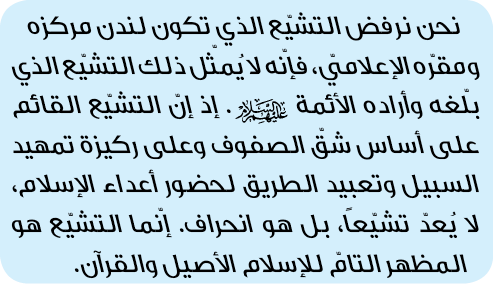 نحن نرفض التشيّع الذي تكون لندن مركزه
ومقرّه الإعلاميّ، فإنّه لا يُمثّل ذلك التشيّع الذي
بلّغه وأراده الأئمة عليهم السلام. إذ إنّ التشيّع القائم
على أساس شقّ الصفوف وعلى ركيزة تمهيد
السبيل وتعبيد الطريق لحضور أعداء الإسلام،
لا يُعدّ تشيّعاً، بل هو انحراف. إنّما التشيّع هو
المظهر التامّ للإسلام الأصيل والقرآن.